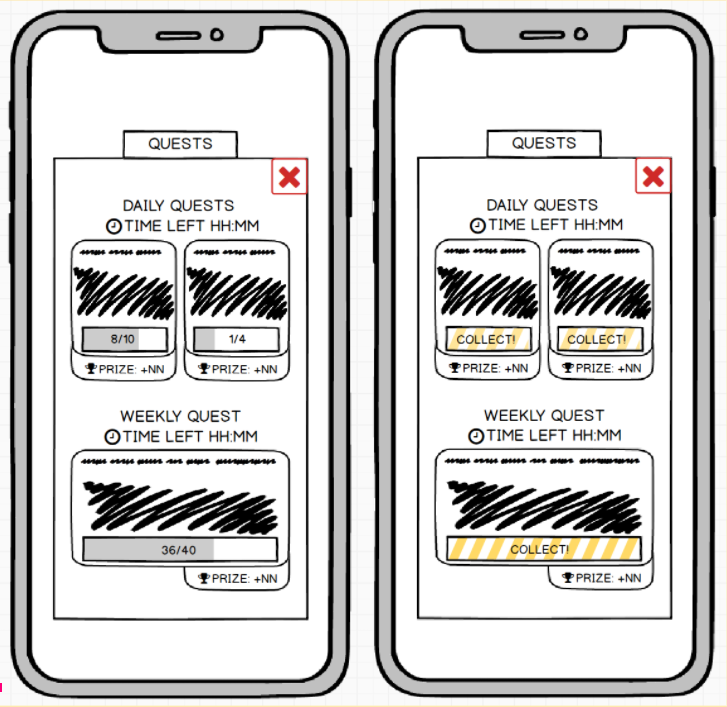 QUESTS
DAILY QUESTS
TIME LEFT HH:MM
8/10
1/4
PRIZE: +NN
PRIZE: +NN
WEEKLY QUEST
TIME LEFT HH:MM
36/40
PRIZE: +NN
QUESTS
DAILY QUESTS
TIME LEFT HH:MM
COLLECT!
COLLECT!
PRIZE: +NN
PRIZE: +NN
WEEKLY QUEST
TIME LEFT HH:MM
COLLECT!
PRIZE: +NN